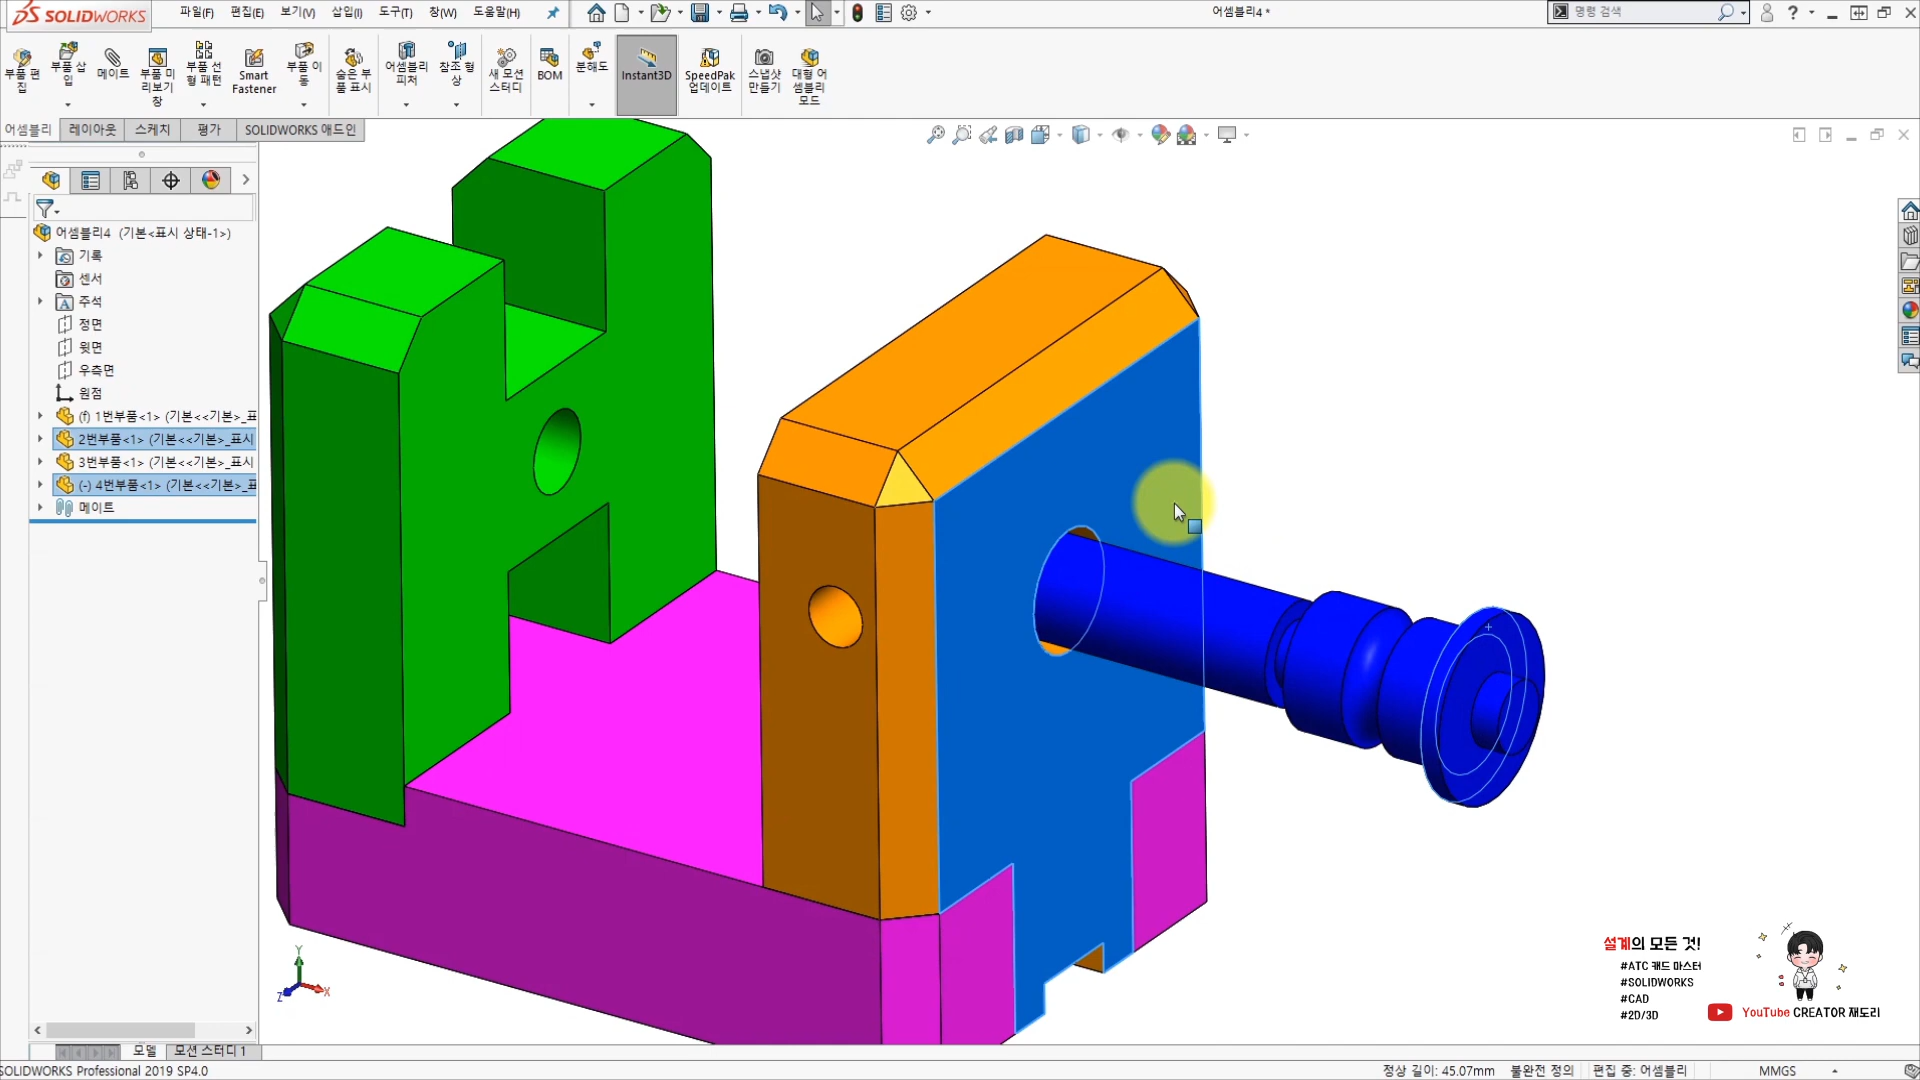 SOLIDWORKS
파일(F) 편집(E) 보기(V) 삽입(I) 도구(T) 창(W) 도움말(H)
어셈블리4 *
명령 검색
부품 편집
부품 삽입
메이트
부품 미리보기 창
부품 선형 패턴
Smart Fastener
부품 이동
숨은 부품 표시
어셈블리 피처
참조 형상
새 모션 스터디
BOM
분해도
Instant3D
SpeedPak 업데이트
스냅샷 만들기
대형 어셈블리 모드
어셈블리 레이아웃 스케치 평가 SOLIDWORKS 애드인
어셈블리4 (기본<표시 상태-1>)
기록
센서
주석
정면
윗면
우측면
원점
(f) 1번부품<1> (기본<<기본>_표
2번부품<1> (기본<<기본>_표시
3번부품<1> (기본<<기본>_표시
(-) 4번부품<1> (기본<<기본>_표
메이트
Y
Z
X
설계의 모든 것!
#ATC 캐드 마스터
#SOLIDWORKS
#CAD
#2D/3D
YouTube CREATOR 재도리
모델 모션 스터디 1
SOLIDWORKS Professional 2019 SP4.0
정상 길이: 45.07mm 불완전 정의 편집 중: 어셈블리 MMGS